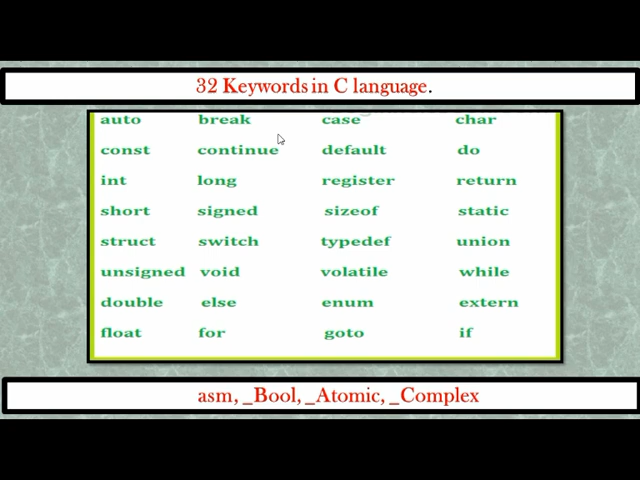 32 Keywords in C language.
auto break case char
const continue default do
int long register return
short signed sizeof static
struct switch typedef union
unsigned void volatile while
double else enum extern
float for goto if
asm, _Bool, _Atomic, _Complex